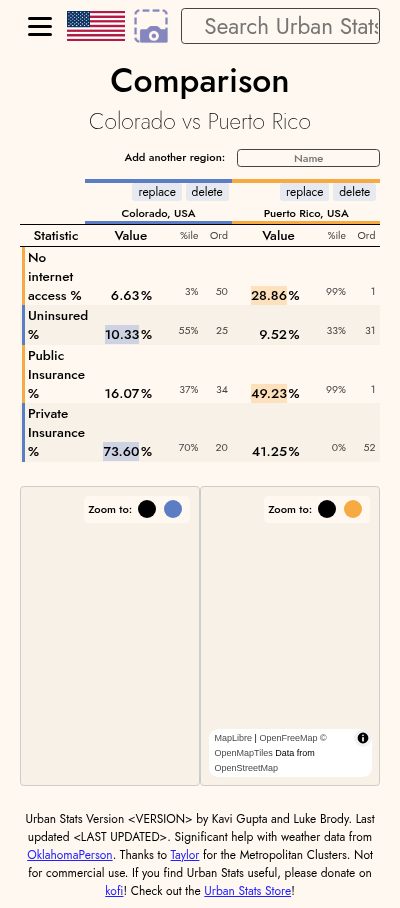 Search Urban Stats
Comparison
Colorado vs Puerto Rico
Add another region: Name
replace delete replace delete
Colorado, USA Puerto Rico, USA
Statistic Value %ile Ord Value %ile Ord
No
internet
access % 6.63% 3% 50 28.86% 99% 1
Uninsured
% 10.33% 55% 25 9.52% 33% 31
Public
Insurance
% 16.07% 37% 34 49.23% 99% 1
Private
Insurance
% 73.60% 70% 20 41.25% 0% 52
Zoom to: Zoom to:
MapLibre | OpenFreeMap ©
OpenMapTiles Data from
OpenStreetMap
Urban Stats Version <VERSION> by Kavi Gupta and Luke Brody. Last
updated <LAST UPDATED>. Significant help with weather data from
OklahomaPerson. Thanks to Taylor for the Metropolitan Clusters. Not
for commercial use. If you find Urban Stats useful, please donate on
kofi! Check out the Urban Stats Store!